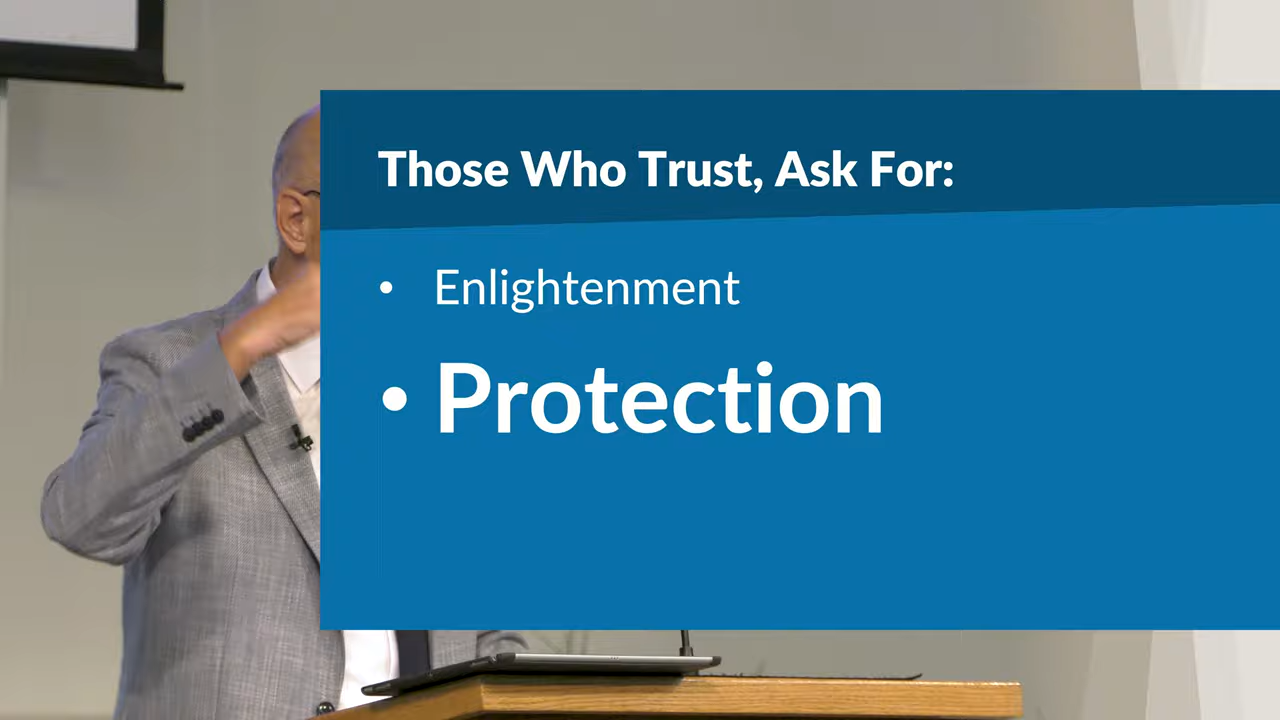 Those Who Trust, Ask For:
• Enlightenment
• Protection